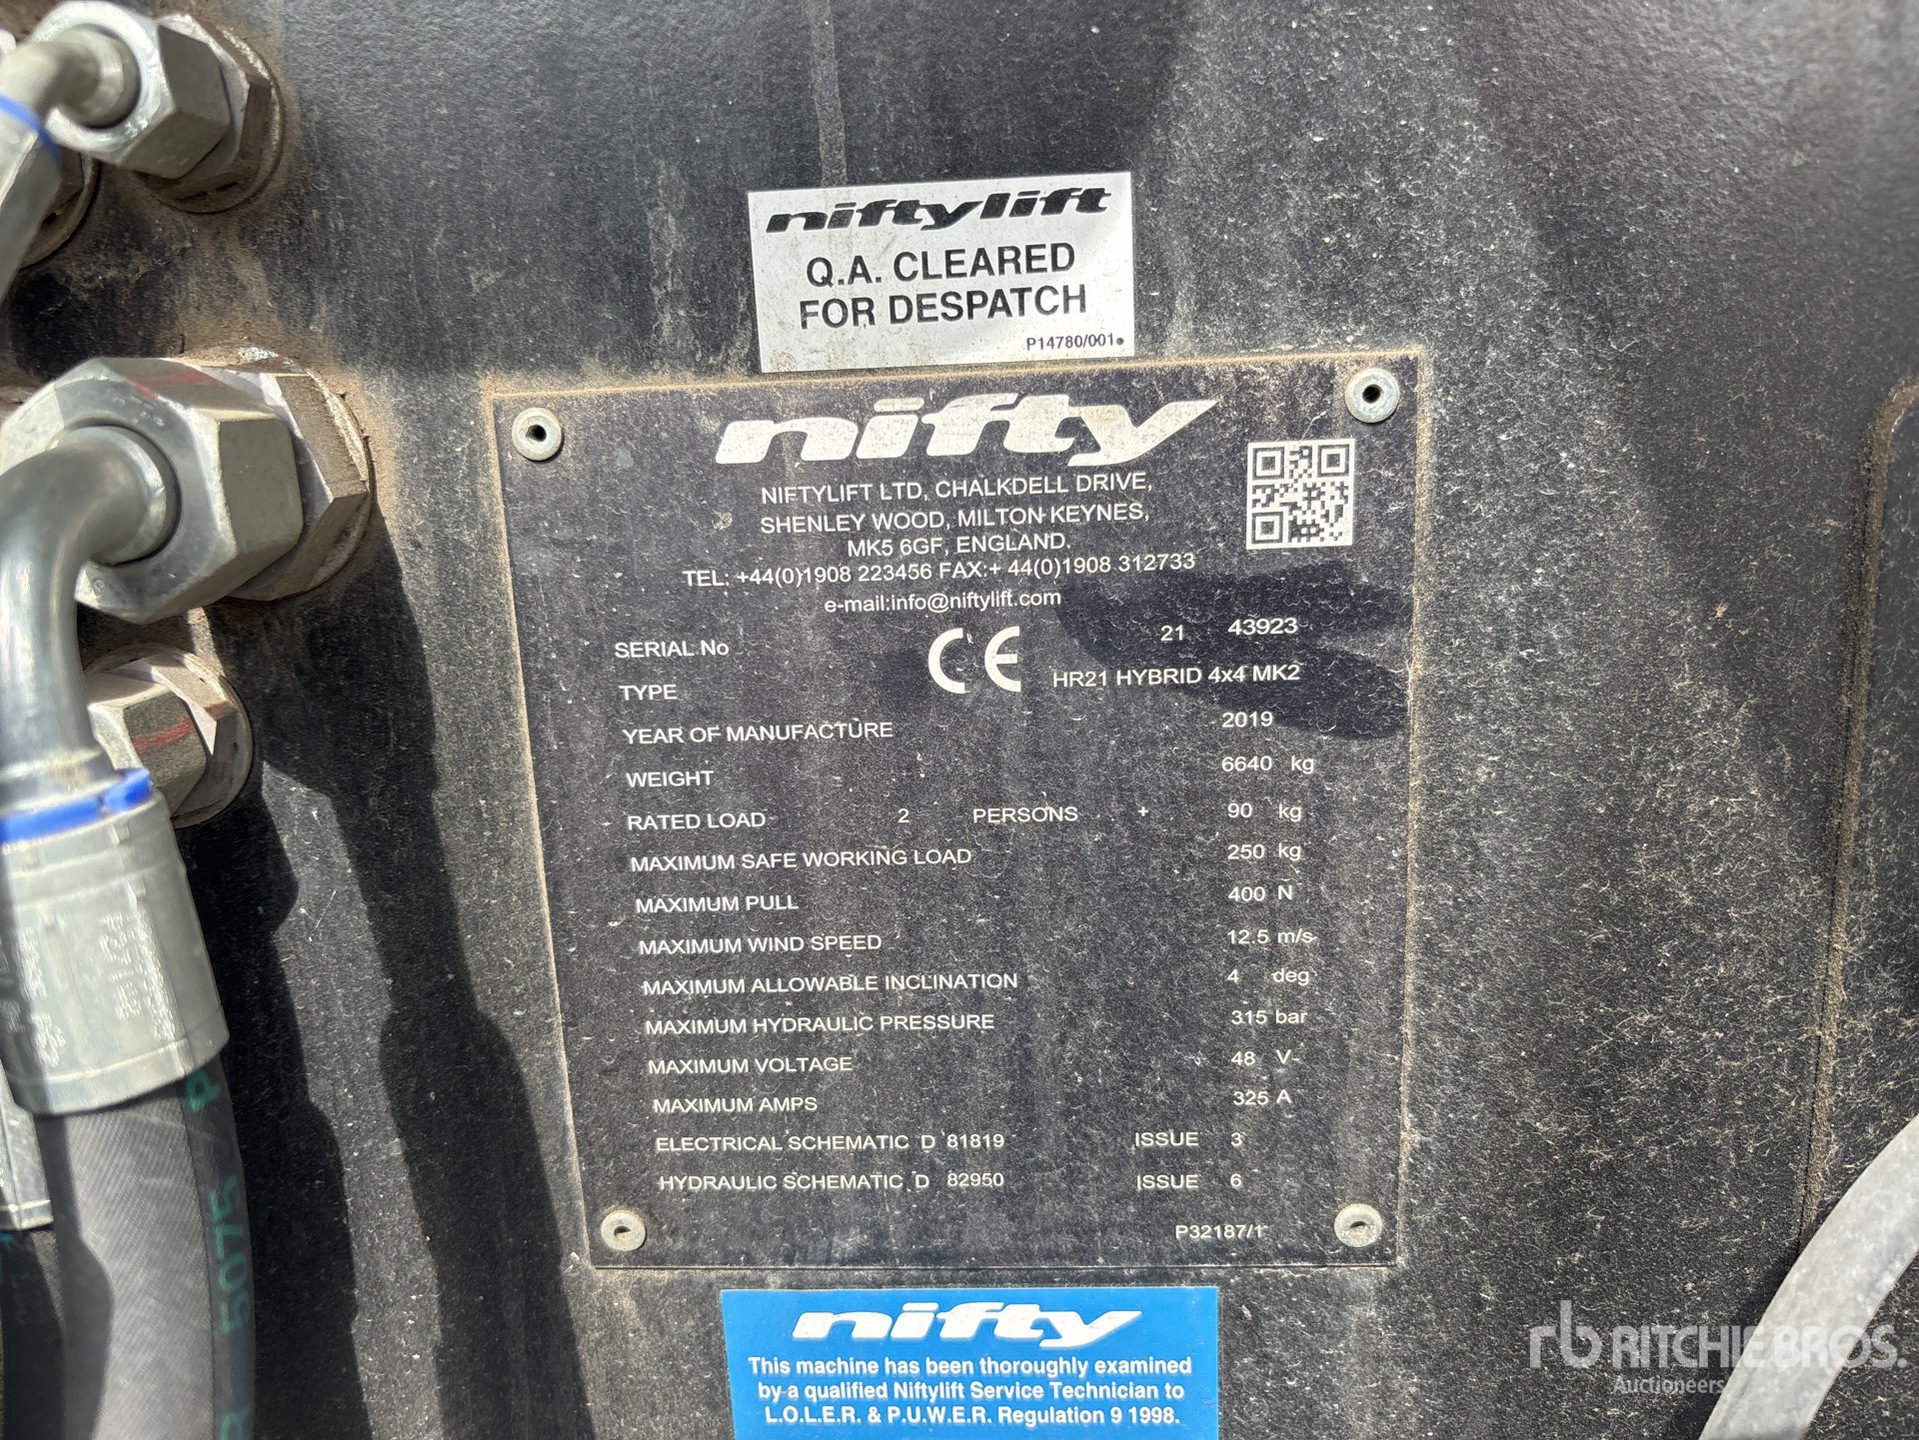 niftylift
Q.A. CLEARED
FOR DESPATCH
P14780/001
nifty
NIFTYLIFT LTD, CHALKDELL DRIVE,
SHENLEY WOOD, MILTON KEYNES,
MK5 6GF, ENGLAND.
TEL: +44(0)1908 223456 FAX:+ 44(0)1908 312733
e-mail:info@niftylift.com
SERIAL No CE 21 43923
TYPE HR21 HYBRID 4x4 MK2
YEAR OF MANUFACTURE 2019
WEIGHT 6640 kg
RATED LOAD 2 PERSONS + 90 kg
MAXIMUM SAFE WORKING LOAD 250 kg
MAXIMUM PULL 400 N
MAXIMUM WIND SPEED 12.5 m/s
MAXIMUM ALLOWABLE INCLINATION 4 deg
MAXIMUM HYDRAULIC PRESSURE 315 bar
MAXIMUM VOLTAGE 48 V
MAXIMUM AMPS 325 A
ELECTRICAL SCHEMATIC D 81819 ISSUE 3
HYDRAULIC SCHEMATIC D 82950 ISSUE 6
P32187/1
nifty
This machine has been thoroughly examined
by a qualified Niftylift Service Technician to
L.O.L.E.R. & P.U.W.E.R. Regulation 9 1998.
5075
rb RITCHIE BROS.
Auctioneers